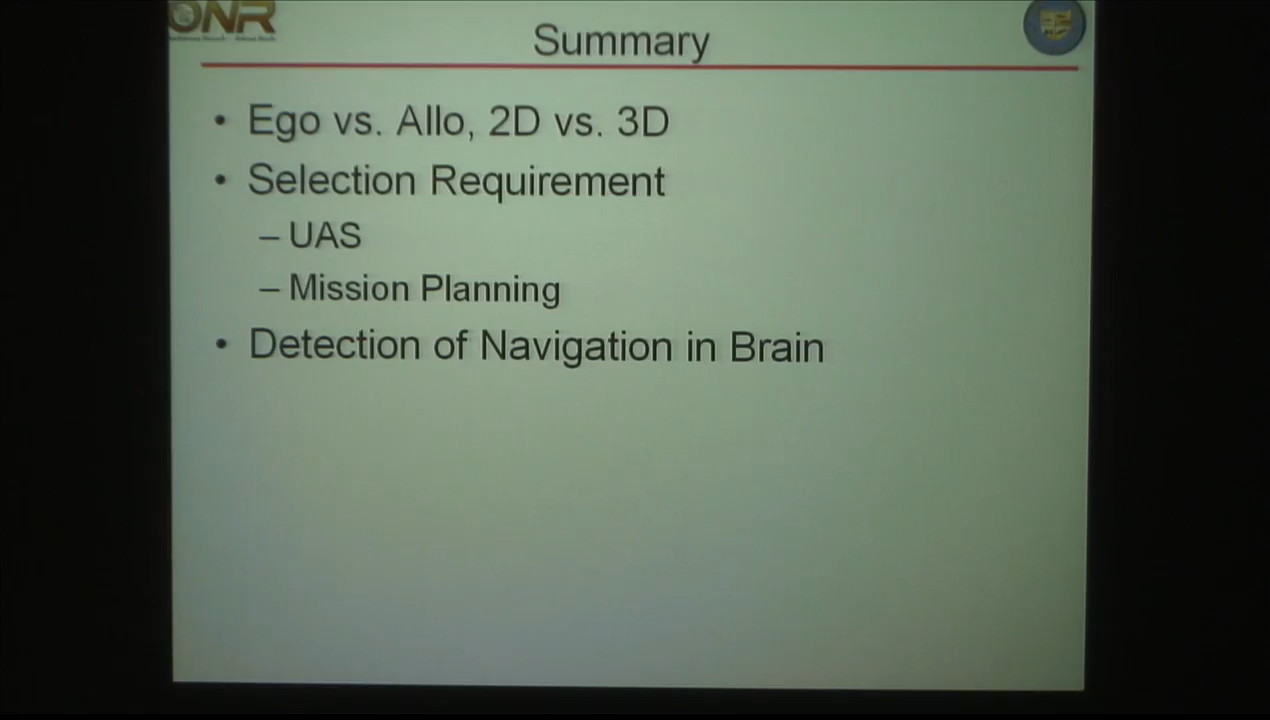 ONR
Summary
• Ego vs. Allo, 2D vs. 3D
• Selection Requirement
– UAS
– Mission Planning
• Detection of Navigation in Brain